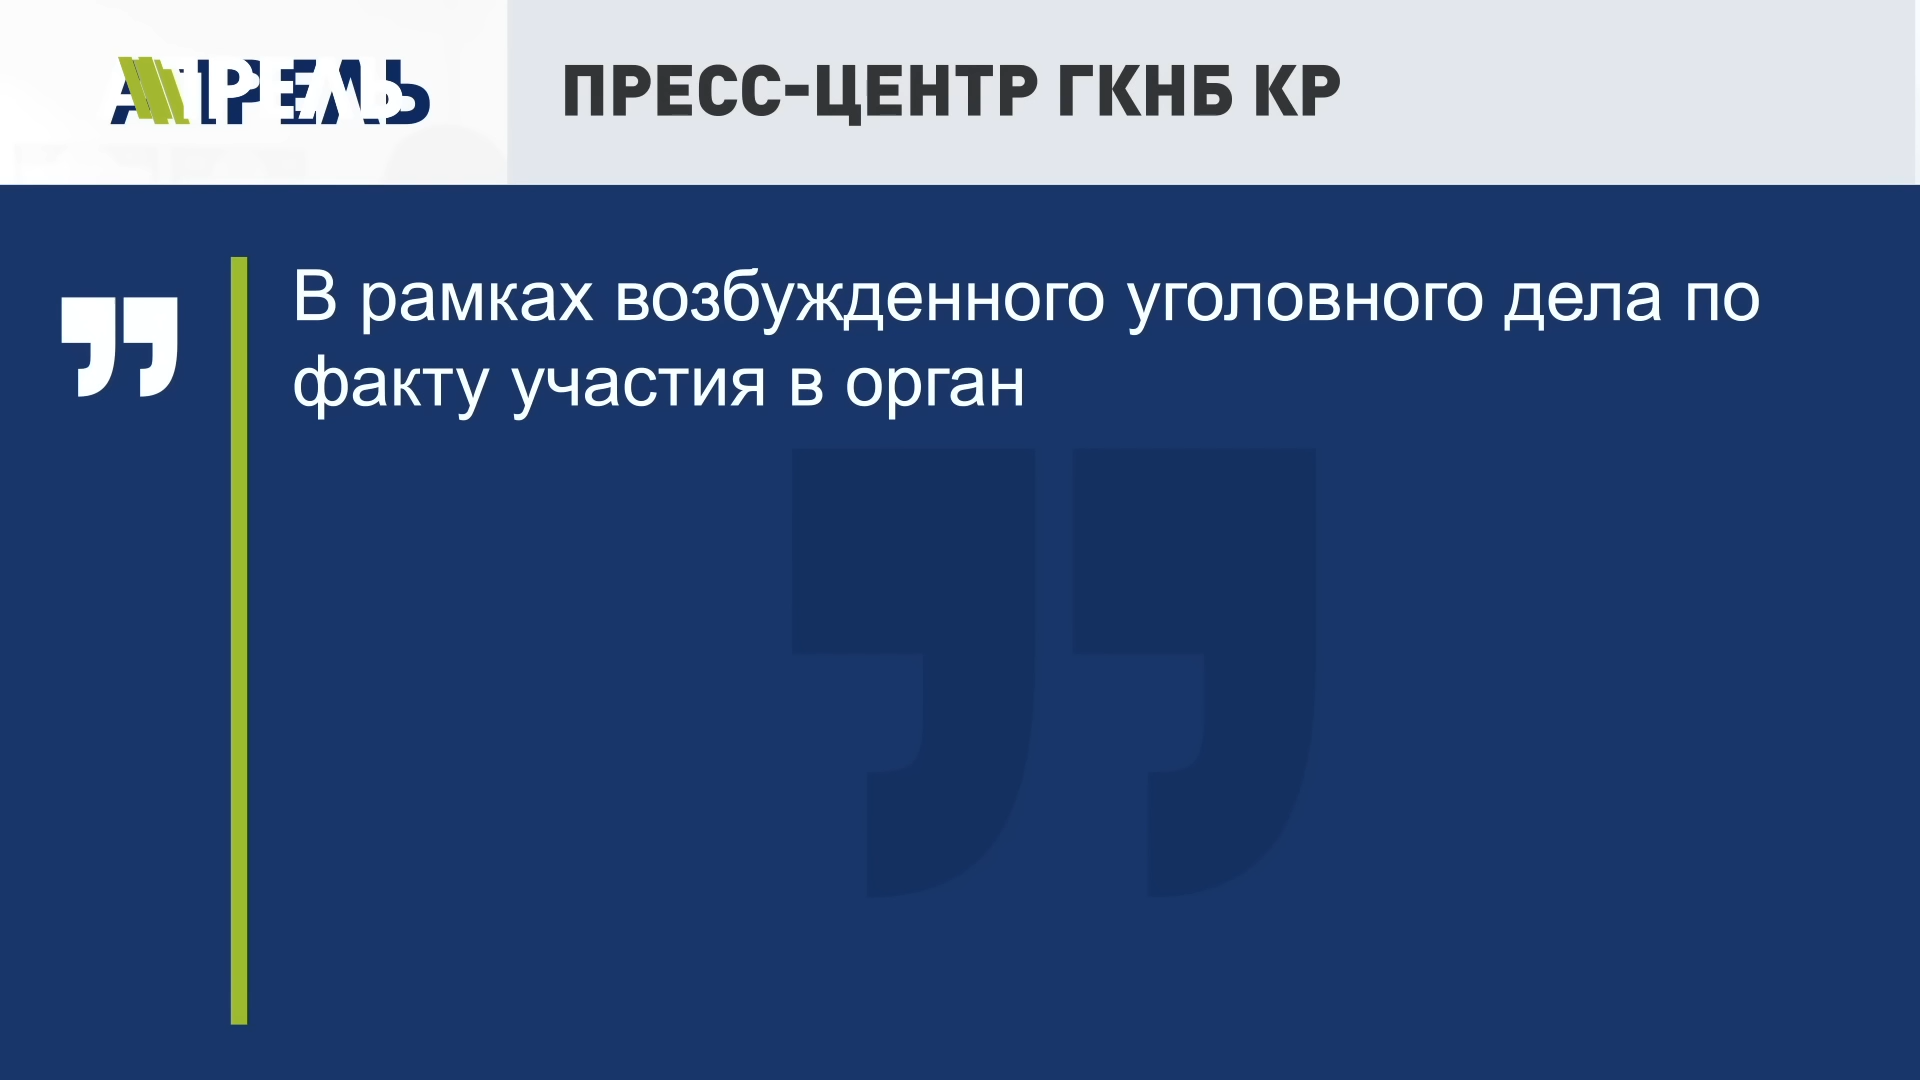 АПРЕЛЬ
ПРЕСС-ЦЕНТР ГКНБ КР
В рамках возбужденного уголовного дела по
факту участия в орган